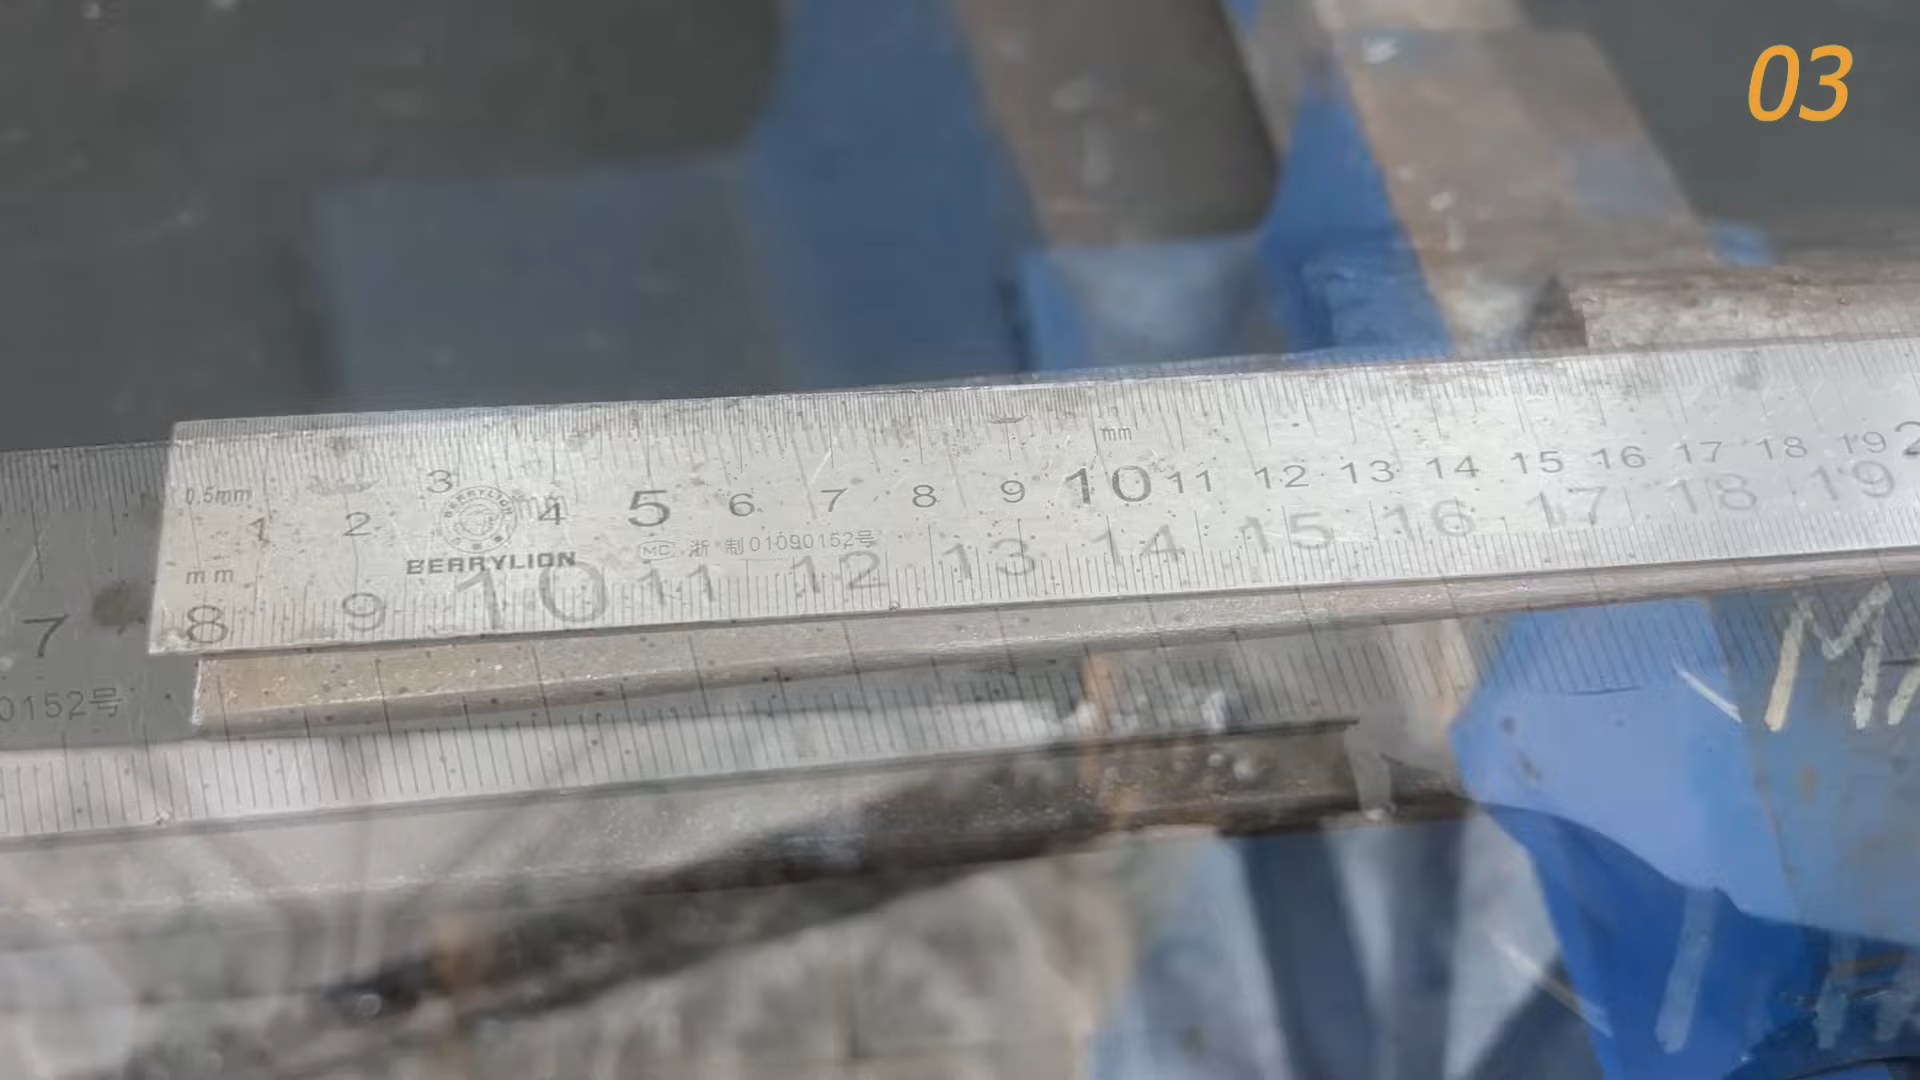 03
0.5mm
mm
1 2 3 4 5 6 7 8 9 10 11 12 13 14 15 16 17 18 19
mm
BERRYLION
MC 浙制01090152号
mm
7 8 9 10 11 12 13 14 15 16 17 18 19
0152号